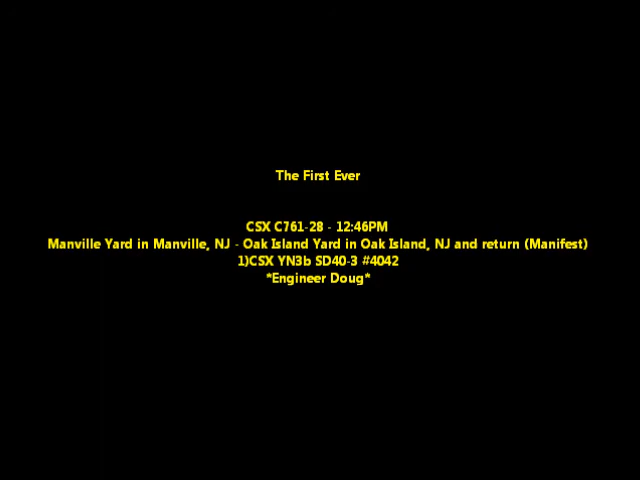 The First Ever
CSX C761-28 - 12:46PM
Manville Yard in Manville, NJ - Oak Island Yard in Oak Island, NJ and return (Manifest)
1)CSX YN3b SD40-3 #4042
*Engineer Doug*